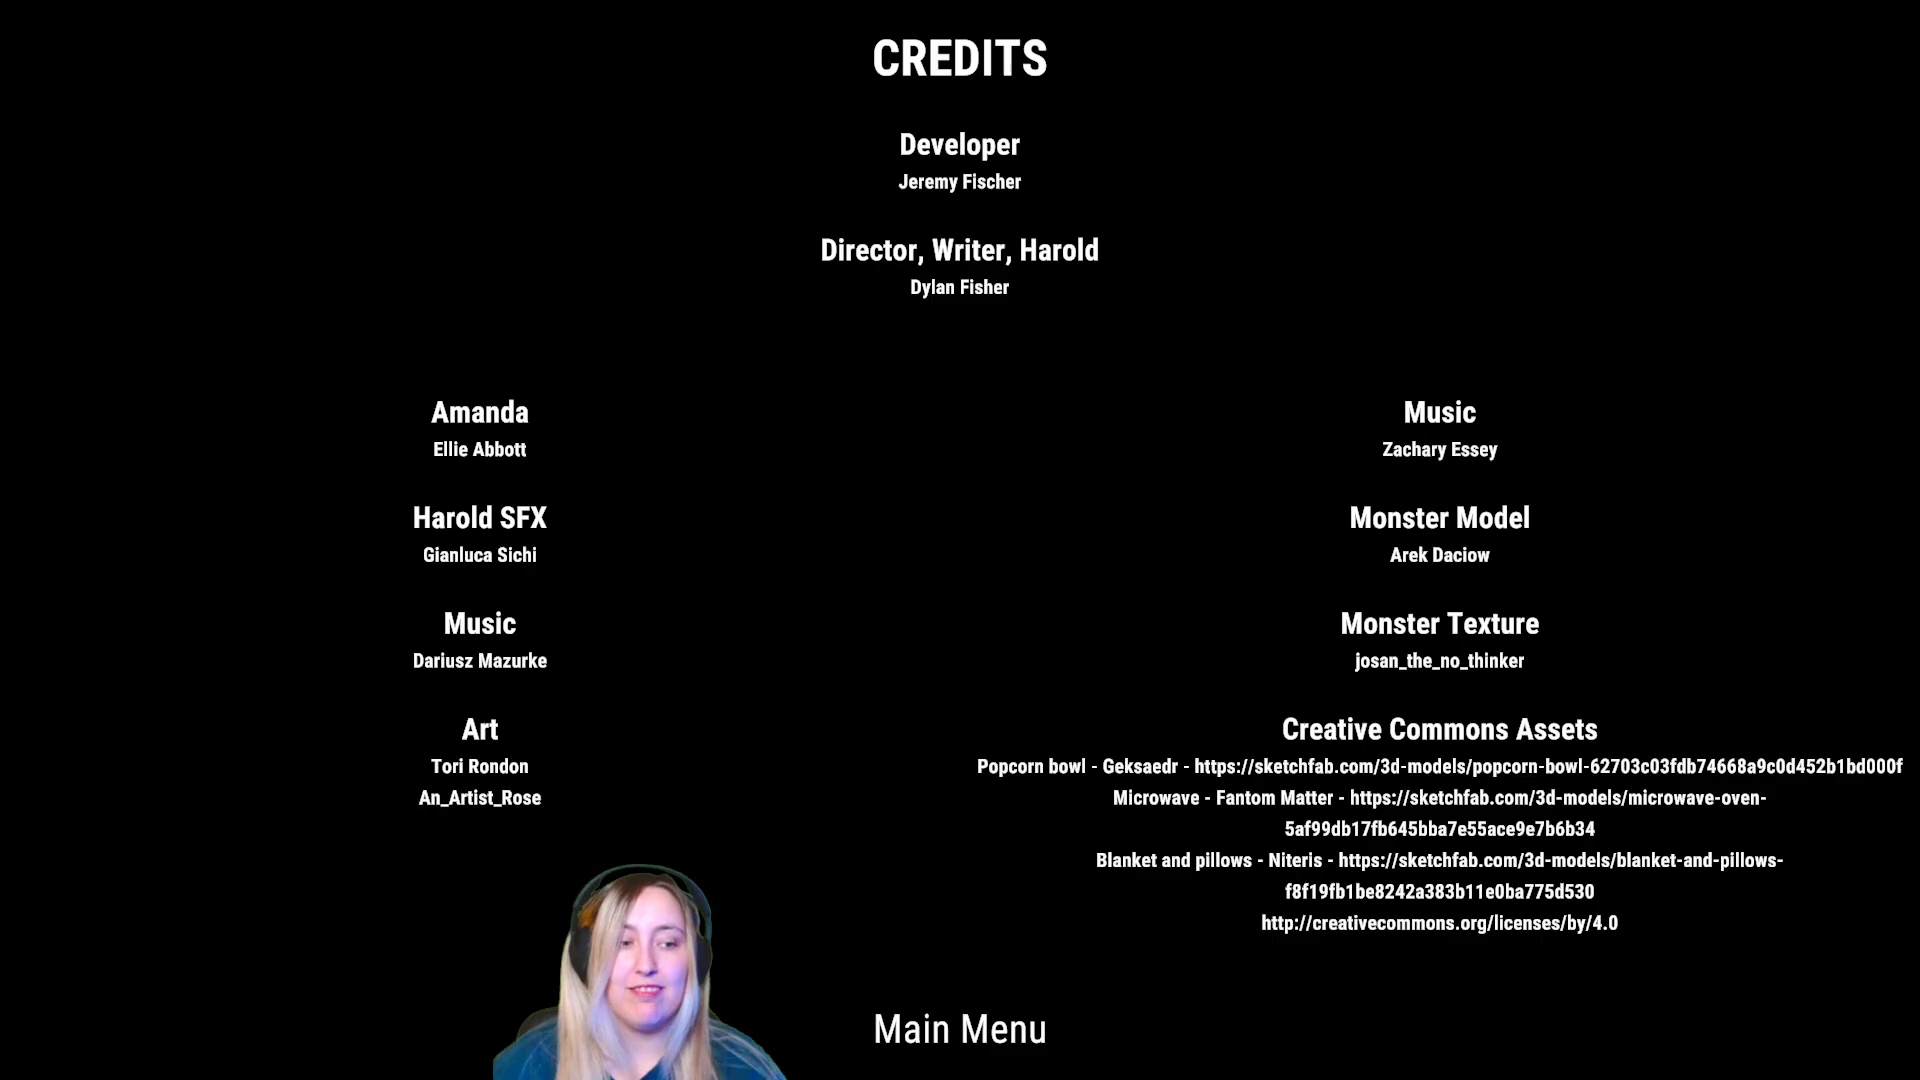 CREDITS
Developer
Jeremy Fischer
Director, Writer, Harold
Dylan Fisher
Amanda
Ellie Abbott
Harold SFX
Gianluca Sichi
Music
Dariusz Mazurke
Art
Tori Rondon
An_Artist_Rose
Music
Zachary Essey
Monster Model
Arek Daciow
Monster Texture
josan_the_no_thinker
Creative Commons Assets
Popcorn bowl - Geksaedr - https://sketchfab.com/3d-models/popcorn-bowl-62703c03fdb74668a9c0d452b1bd000f
Microwave - Fantom Matter - https://sketchfab.com/3d-models/microwave-oven-
5af99db17fb645bba7e55ace9e7b6b34
Blanket and pillows - Niteris - https://sketchfab.com/3d-models/blanket-and-pillows-
f8f19fb1be8242a383b11e0ba775d530
http://creativecommons.org/licenses/by/4.0
Main Menu